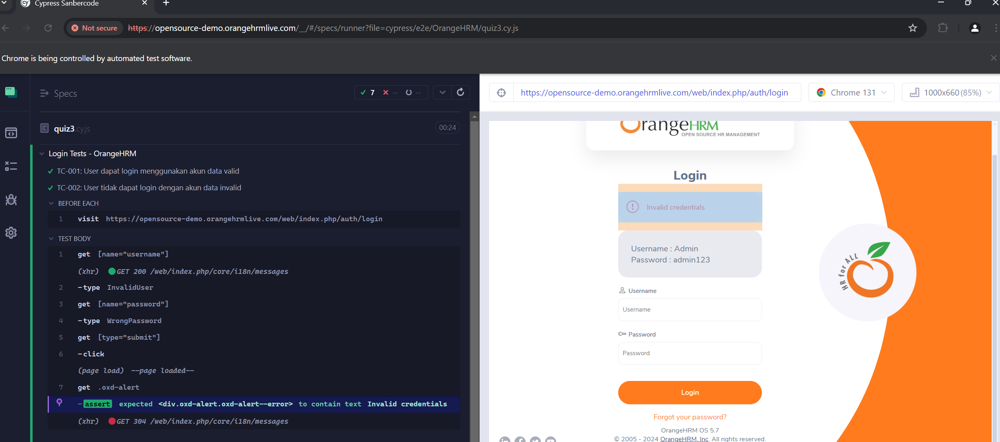 Cypress Sanbercode
Not secure https://opensource-demo.orangehrmlive.com/__/#/specs/runner?file=cypress/e2e/OrangeHRM/quiz3.cy.js
Chrome is being controlled by automated test software.
Specs
7 -- --
quiz3.cy.js
00:24
Login Tests - OrangeHRM
TC-001: User dapat login menggunakan akun data valid
TC-002: User tidak dapat login dengan akun data invalid
BEFORE EACH
1 visit https://opensource-demo.orangehrmlive.com/web/index.php/auth/login
TEST BODY
1 get [name="username"]
(xhr) GET 200 /web/index.php/core/i18n/messages
2 -type InvalidUser
3 get [name="password"]
4 -type WrongPassword
5 get [type="submit"]
6 -click
(page load) --page loaded--
7 get .oxd-alert
-assert expected <div.oxd-alert.oxd-alert--error> to contain text Invalid credentials
(xhr) GET 304 /web/index.php/core/i18n/messages
https://opensource-demo.orangehrmlive.com/web/index.php/auth/login
Chrome 131
1000x660 (85%)
OrangeHRM
OPEN SOURCE HR MANAGEMENT
Login
Invalid credentials
Username : Admin
Password : admin123
Username
Username
Password
Password
Login
Forgot your password?
OrangeHRM OS 5.7
© 2005 - 2024 OrangeHRM, Inc. All rights reserved.
HR for ALL